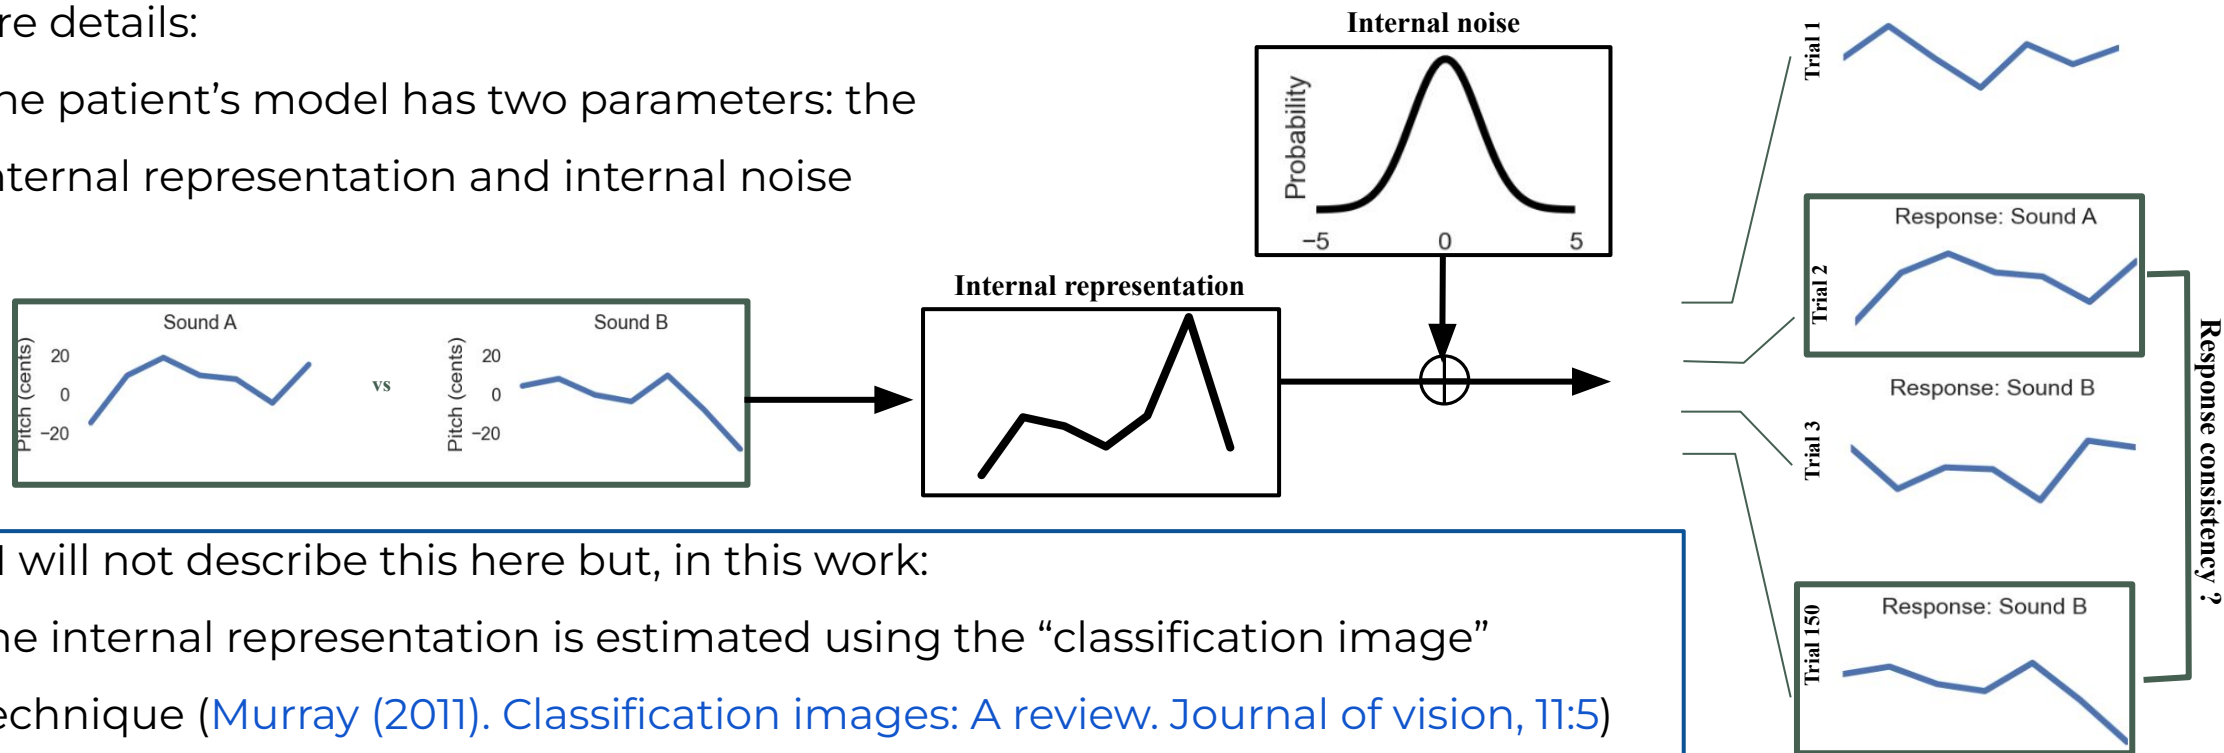 re details:
he patient’s model has two parameters: the
nternal representation and internal noise
Internal noise
Probability
−5 0 5
Internal representation
Sound A
Pitch (cents)
20
0
−20
vs
Sound B
Pitch (cents)
20
0
−20
Trial 1
Trial 2
Response: Sound A
Trial 3
Response: Sound B
Trial 150
Response: Sound B
Response consistency ?
I will not describe this here but, in this work:
he internal representation is estimated using the “classification image”
echnique (Murray (2011). Classification images: A review. Journal of vision, 11:5)